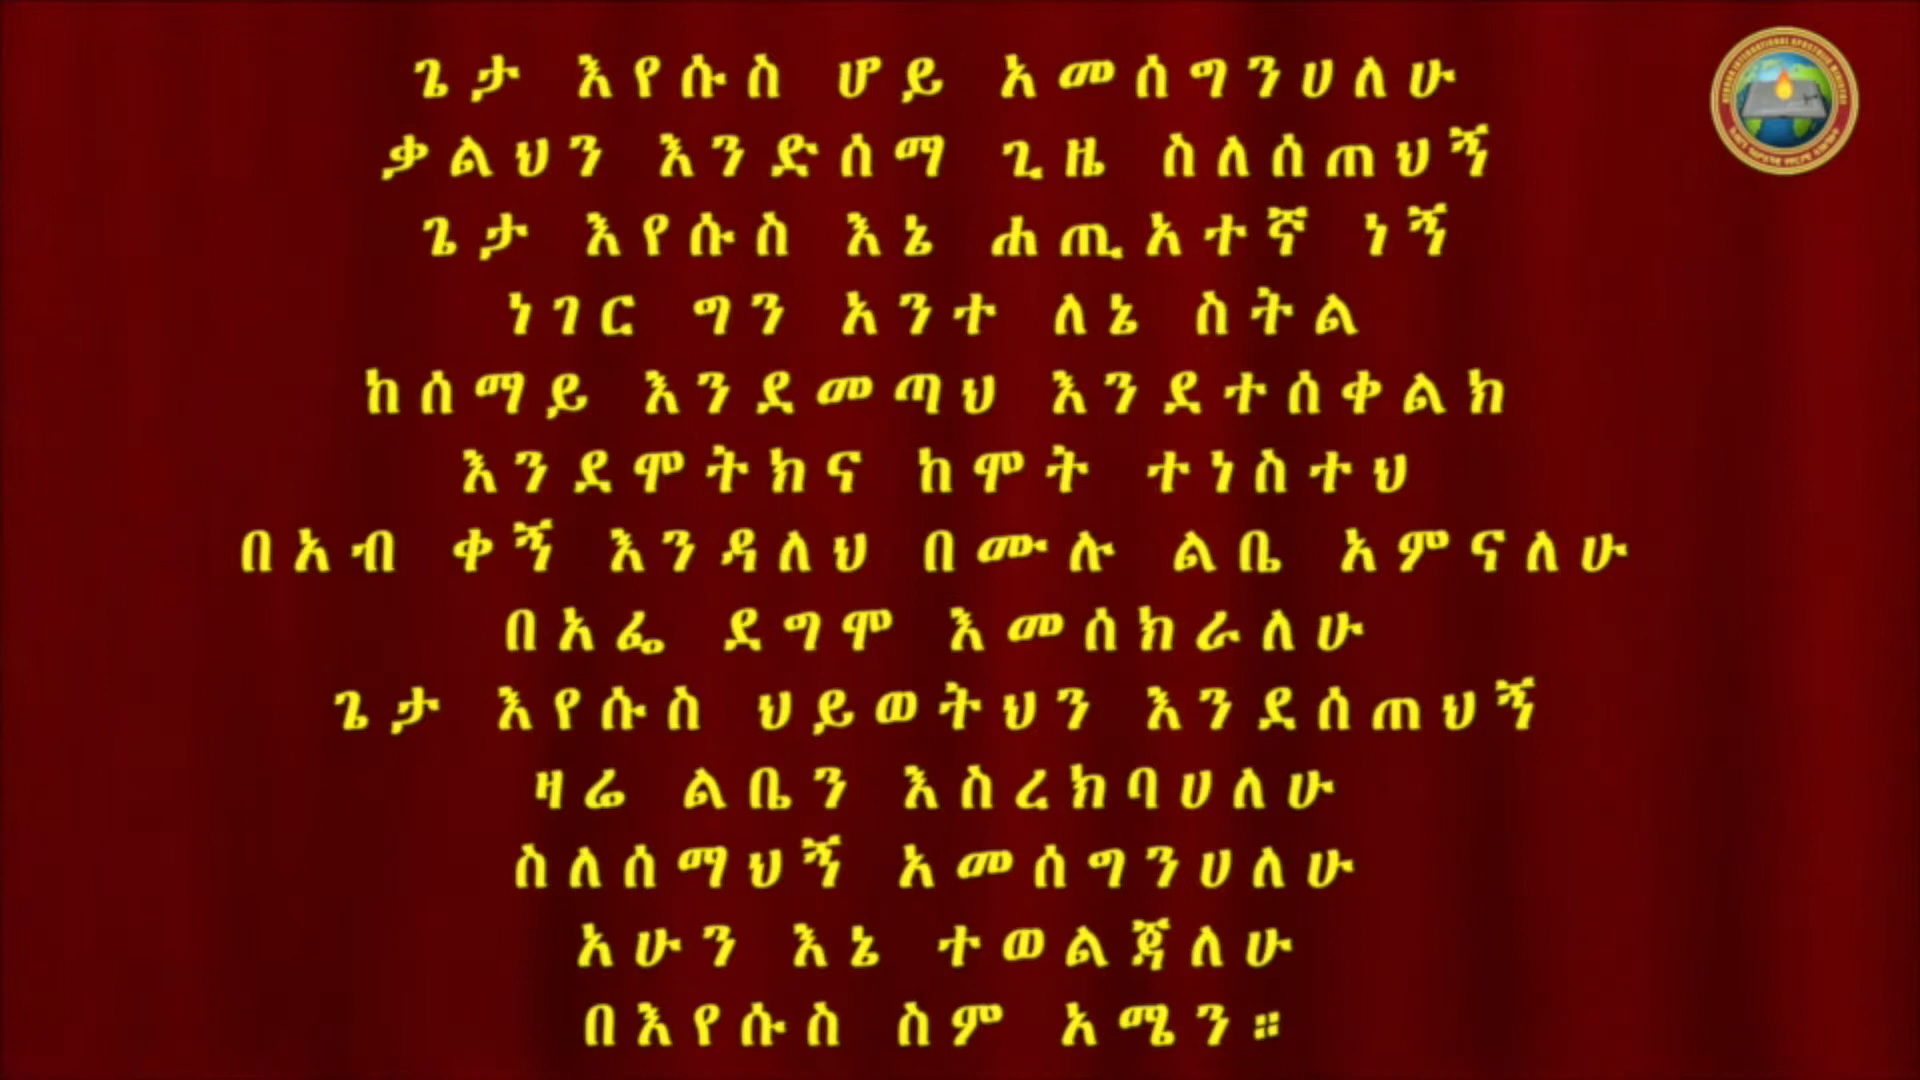 ጌታ እየሱስ ሆይ አመሰግንሀለሁ
ቃልህን እንድሰማ ጊዜ ስለሰጠህኝ
ጌታ እየሱስ እኔ ሐጢአተኛ ነኝ
ነገር ግን አንተ ለኔ ስትል
ከሰማይ እንደመጣህ እንደተሰቀልክ
እንደሞትክና ከሞት ተነስተህ
በአብ ቀኝ እንዳለህ በሙሉ ልቤ አምናለሁ
በአፌ ደግሞ እመሰክራለሁ
ጌታ እየሱስ ህይወትህን እንደሰጠህኝ
ዛሬ ልቤን እስረክባሀለሁ
ስለሰማህኝ አመሰግንሀለሁ
አሁን እኔ ተወልጃለሁ
በእየሱስ ስም አሜን።